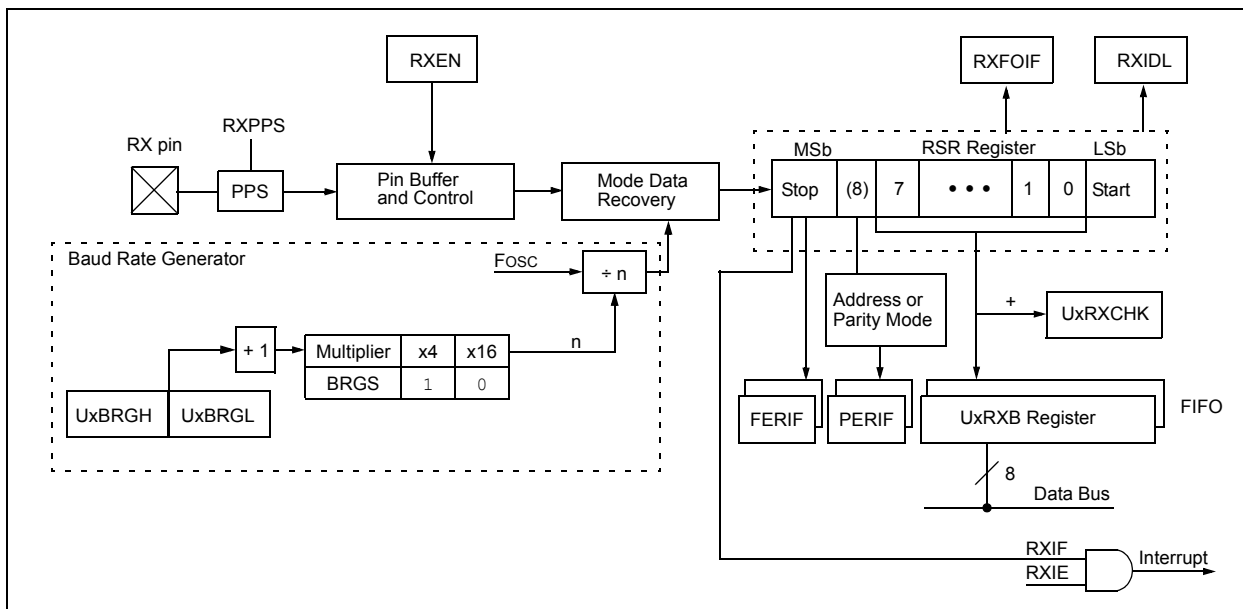 RXEN
RXFOIF
RXIDL
RXPPS
RX pin
PPS
Pin Buffer
and Control
Mode Data
Recovery
MSb
RSR Register
LSb
Stop
(8)
7
• • •
1
0
Start
Baud Rate Generator
FOSC
÷ n
n
+ 1
Multiplier
x4
x16
BRGS
1
0
UxBRGH
UxBRGL
Address or
Parity Mode
+
UxRXCHK
FERIF
PERIF
UxRXB Register
FIFO
8
Data Bus
RXIF
RXIE
Interrupt